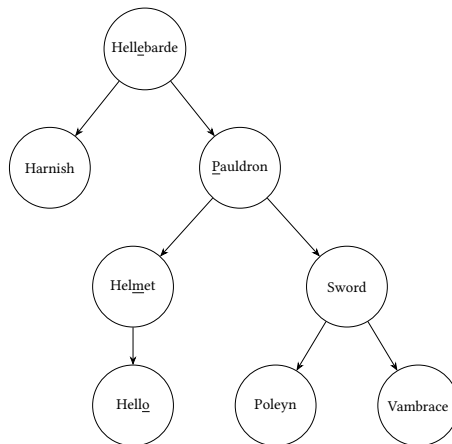 Hellebarde
Harnish
Pauldron
Helmet
Sword
Hello
Poleyn
Vambrace